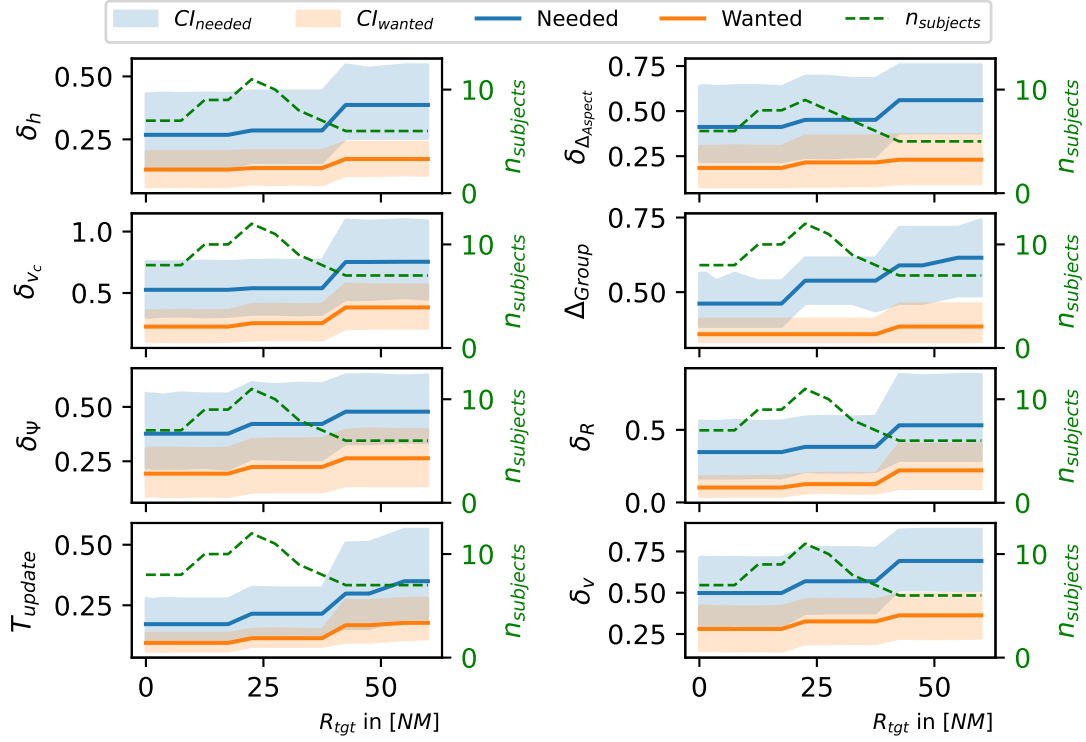 CI_needed CI_wanted Needed Wanted n_subjects
0.50
0.25
δ_h
10
0
n_subjects
0.75
0.50
0.25
δ_Δ_Aspect
10
0
n_subjects
1.0
0.5
δ_v_c
10
0
n_subjects
0.75
0.50
Δ_Group
10
0
n_subjects
0.50
0.25
δ_Ψ
10
0
n_subjects
0.5
0.0
δ_R
10
0
n_subjects
0.50
0.25
T_update
10
0
n_subjects
0.75
0.50
0.25
δ_v
10
0
n_subjects
0 25 50
R_tgt in [NM]
0 25 50
R_tgt in [NM]